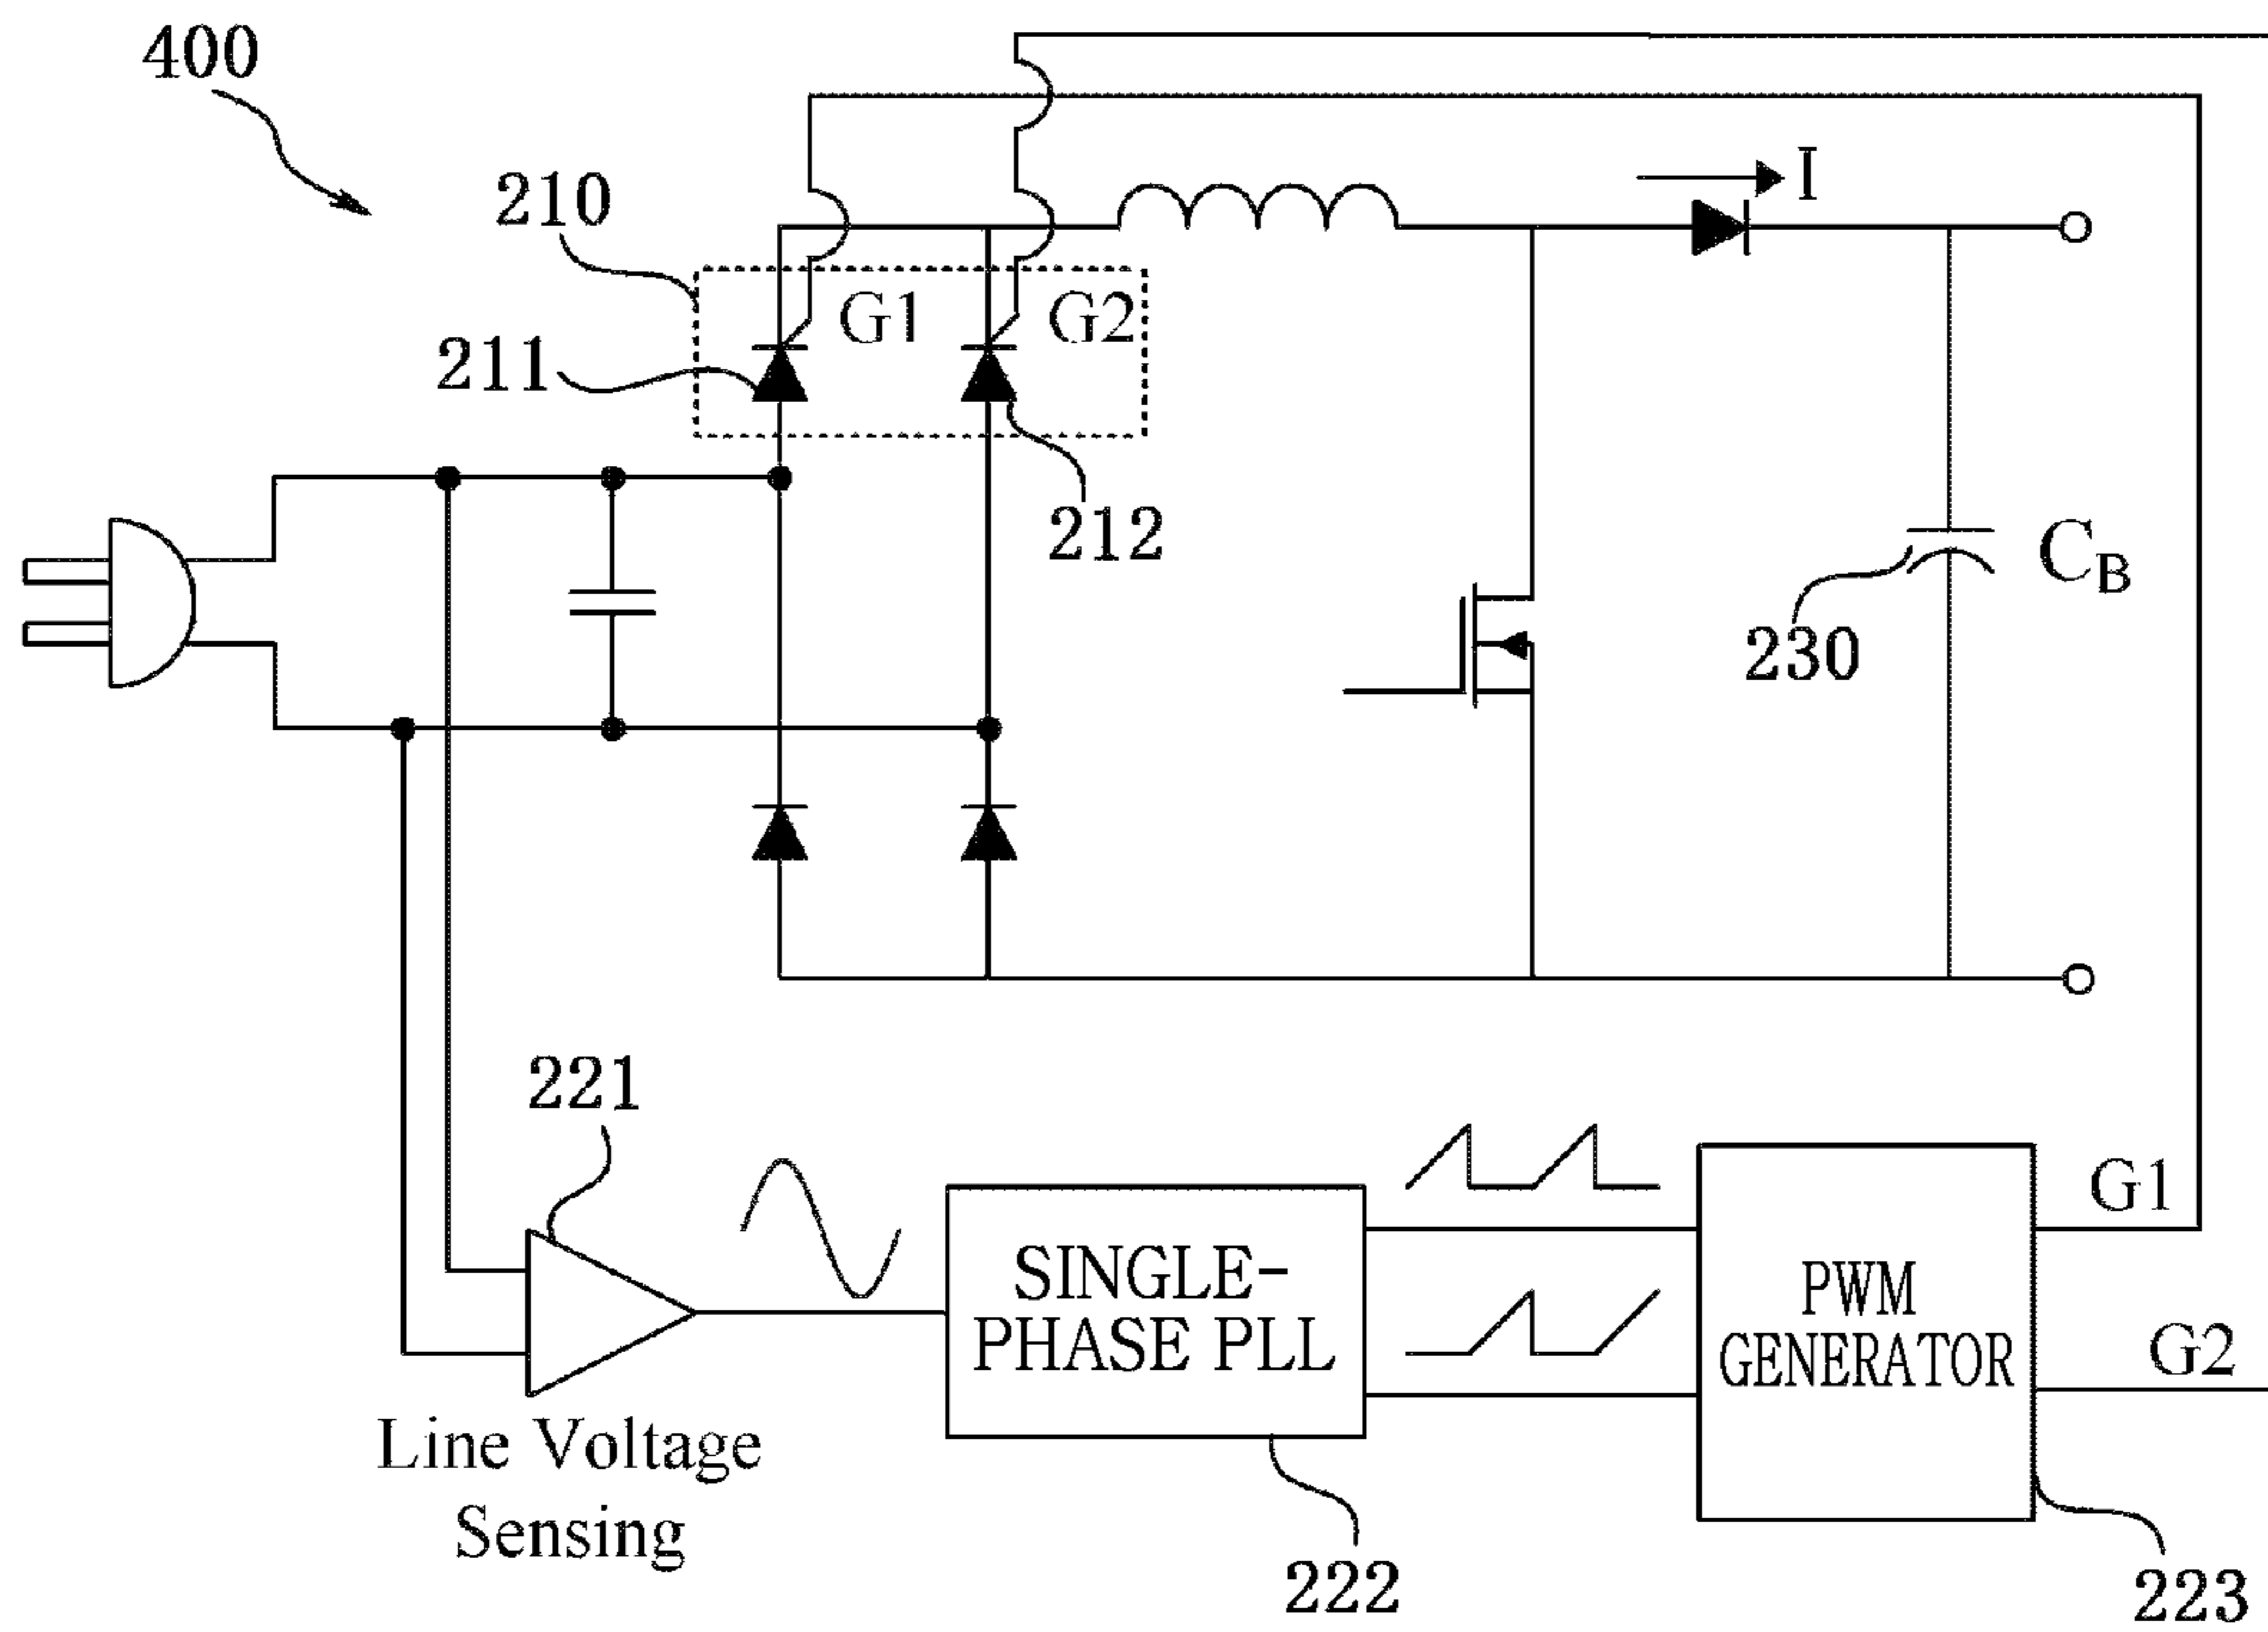 400
210
I
G1
G2
211
212
C_B
230
221
G1
SINGLE-
PHASE PLL
PWM
GENERATOR
G2
Line Voltage
Sensing
222
223